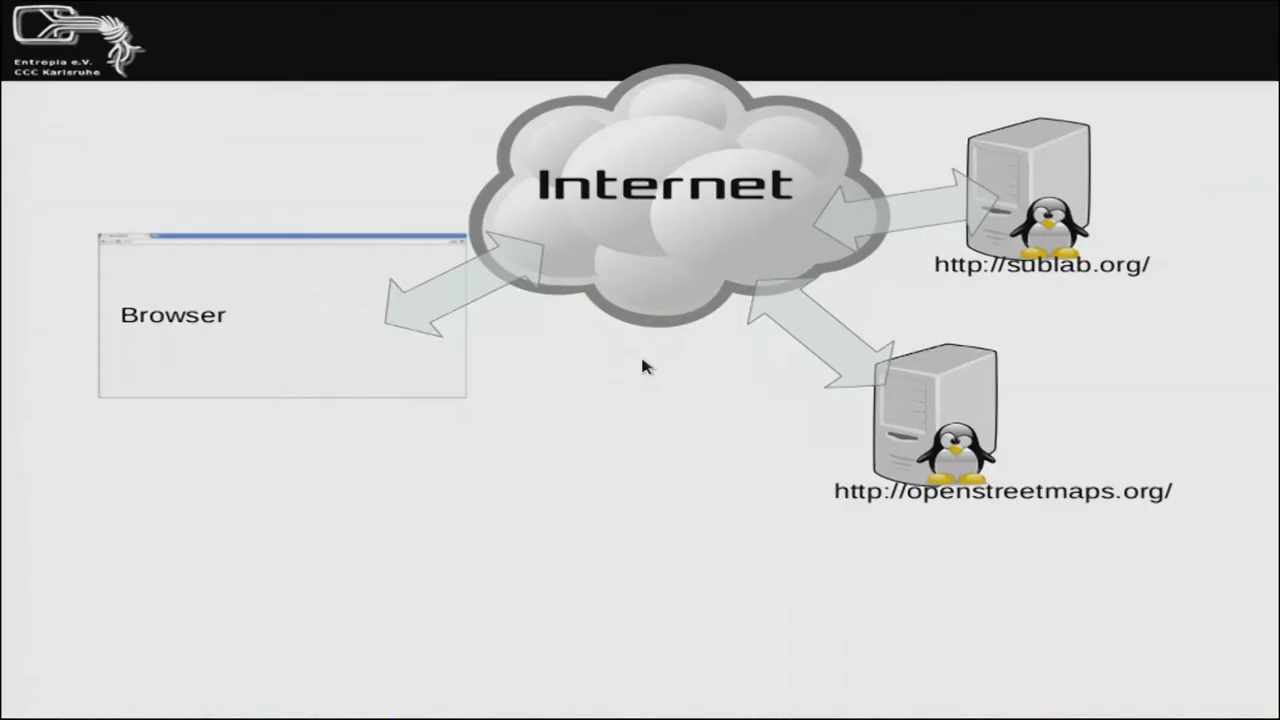 Entropia e.V.
CCC Karlsruhe
Internet
http://sublab.org/
Browser
http://openstreetmaps.org/